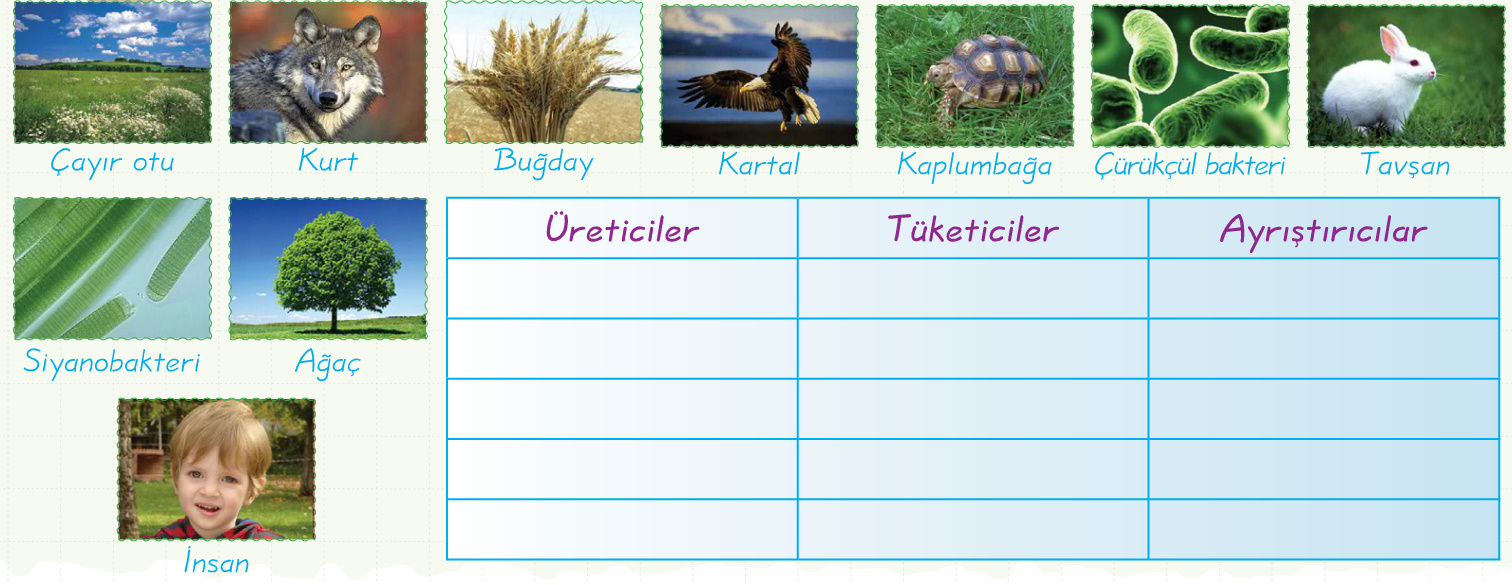 Çayır otu
Kurt
Buğday
Kartal
Kaplumbağa
Çürükçül bakteri
Tavşan
Siyanobakteri
Ağaç
İnsan
Üreticiler
Tüketiciler
Ayrıştırıcılar